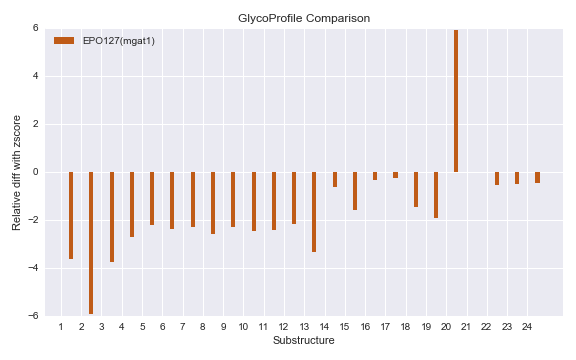 GlycoProfile Comparison
EPO127(mgat1)
Relative diff with zscore
6
4
2
0
−2
−4
−6
1 2 3 4 5 6 7 8 9 10 11 12 13 14 15 16 17 18 19 20 21 22 23 24
Substructure